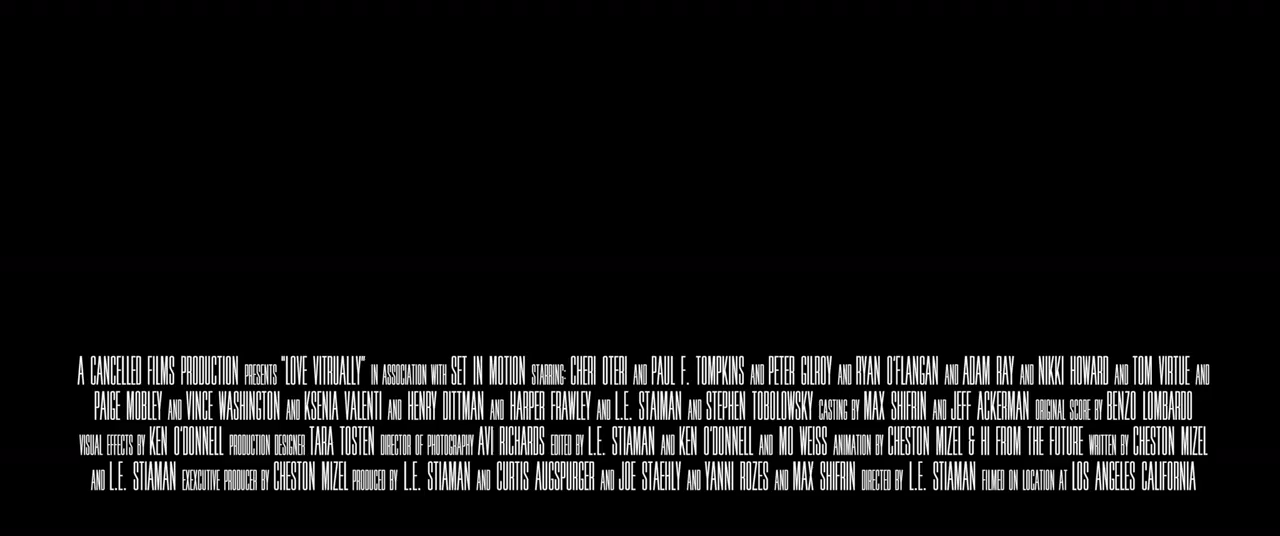 A CANCELLED FILMS PRODUCTION PRESENTS "LOVE VITRUALLY" IN ASSOCIATION WITH SET IN MOTION STARRING: CHERI OTERI AND PAUL F. TOMPKINS AND PETER GILROY AND RYAN O'FLANGAN AND ADAM RAY AND NIKKI HOWARD AND TOM VIRTUE AND
PAIGE MOBLEY AND VINCE WASHINGTON AND KSENIA VALENTI AND HENRY DITTMAN AND HARPER FRAWLEY AND L.E. STAIMAN AND STEPHEN TOBOLOWSKY CASTING BY MAX SHIFRIN AND JEFF ACKERMAN ORIGINAL SCORE BY BENZO LOMBARDO
VISUAL EFFECTS BY KEN O'DONNELL PRODUCTION DESIGNER TARA TOSTEN DIRECTOR OF PHOTOGRAPHY AVI RICHARDS EDITED BY L.E. STIAMAN AND KEN O'DONNELL AND MO WEISS ANIMATION BY CHESTON MIZEL & HI FROM THE FUTURE WRITTEN BY CHESTON MIZEL
AND L.E. STIAMAN EXEXCUTIVE PRODUCER BY CHESTON MIZEL PRODUCED BY L.E. STIAMAN AND CURTIS AUGSPURGER AND JOE STAEHLY AND YANNI ROZES AND MAX SHIFRIN DIRECTED BY L.E. STIAMAN FILMED ON LOCATION AT LOS ANGELES CALIFORNIA